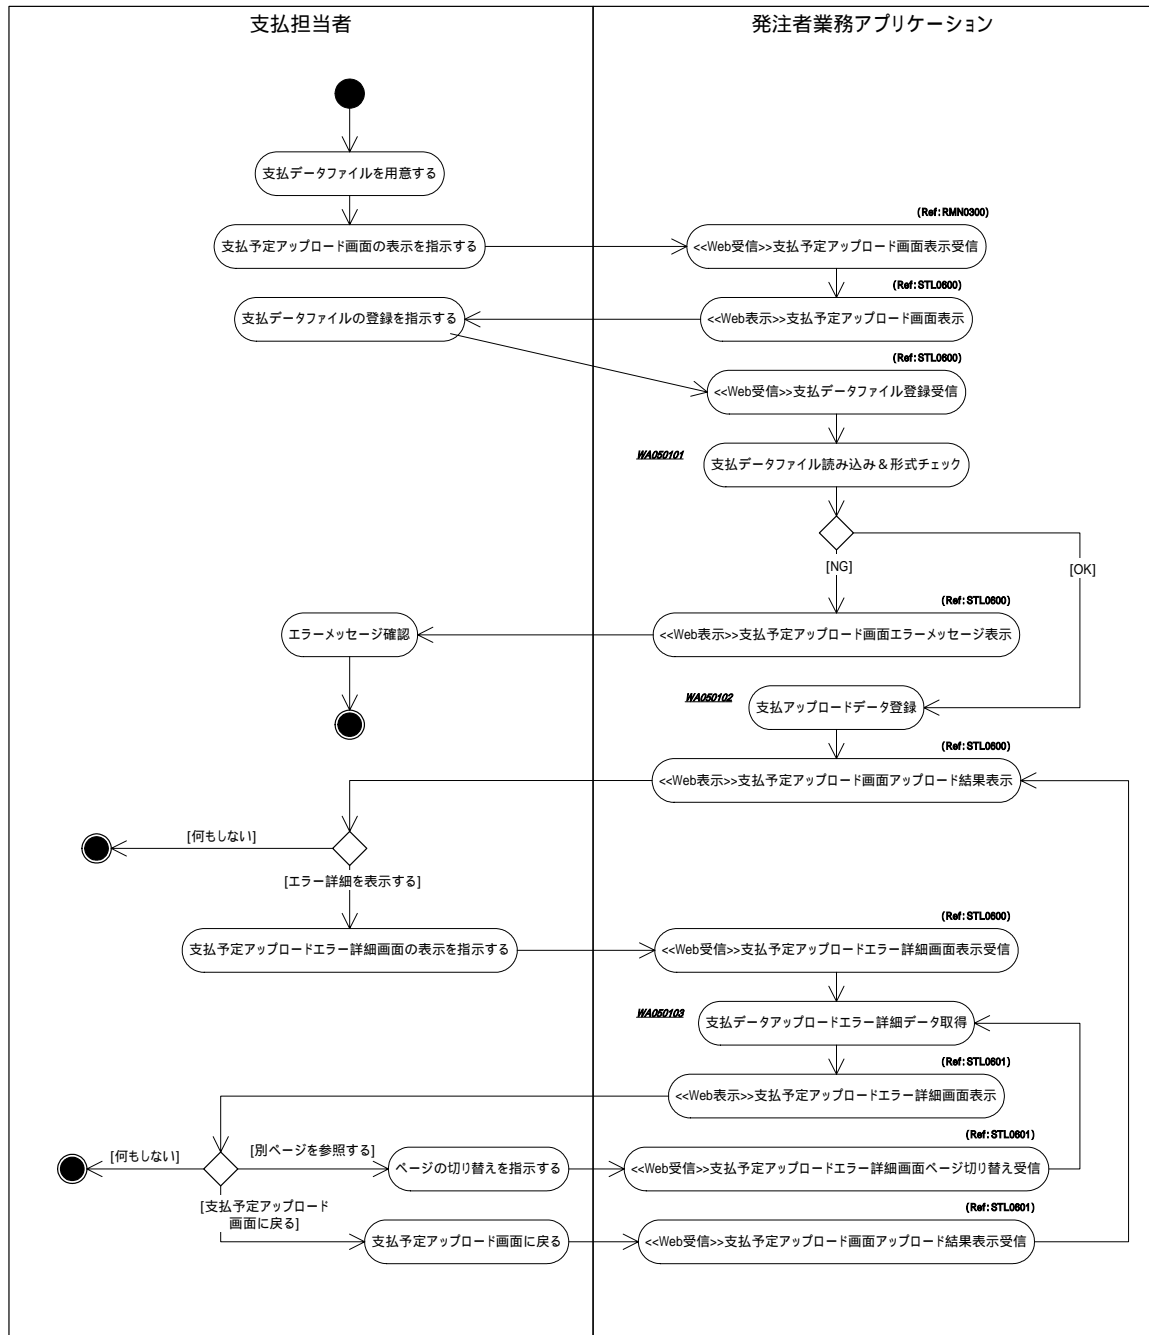 支払担当者
発注者業務アプリケーション
支払データファイルを用意する
(Ref:RMN0300)
支払予定アップロード画面の表示を指示する
<<Web受信>>支払予定アップロード画面表示受信
(Ref:STL0600)
支払データファイルの登録を指示する
<<Web表示>>支払予定アップロード画面表示
(Ref:STL0600)
<<Web受信>>支払データファイル登録受信
WA050101
支払データファイル読み込み＆形式チェック
[NG]
[OK]
(Ref:STL0600)
エラーメッセージ確認
<<Web表示>>支払予定アップロード画面エラーメッセージ表示
WA050102
支払アップロードデータ登録
(Ref:STL0600)
<<Web表示>>支払予定アップロード画面アップロード結果表示
[何もしない]
[エラー詳細を表示する]
(Ref:STL0600)
支払予定アップロードエラー詳細画面の表示を指示する
<<Web受信>>支払予定アップロードエラー詳細画面表示受信
WA050103
支払データアップロードエラー詳細データ取得
(Ref:STL0601)
<<Web表示>>支払予定アップロードエラー詳細画面表示
(Ref:STL0601)
[何もしない]
[別ページを参照する]
ページの切り替えを指示する
<<Web受信>>支払予定アップロードエラー詳細画面ページ切り替え受信
[支払予定アップロード
画面に戻る]
(Ref:STL0601)
支払予定アップロード画面に戻る
<<Web受信>>支払予定アップロード画面アップロード結果表示受信